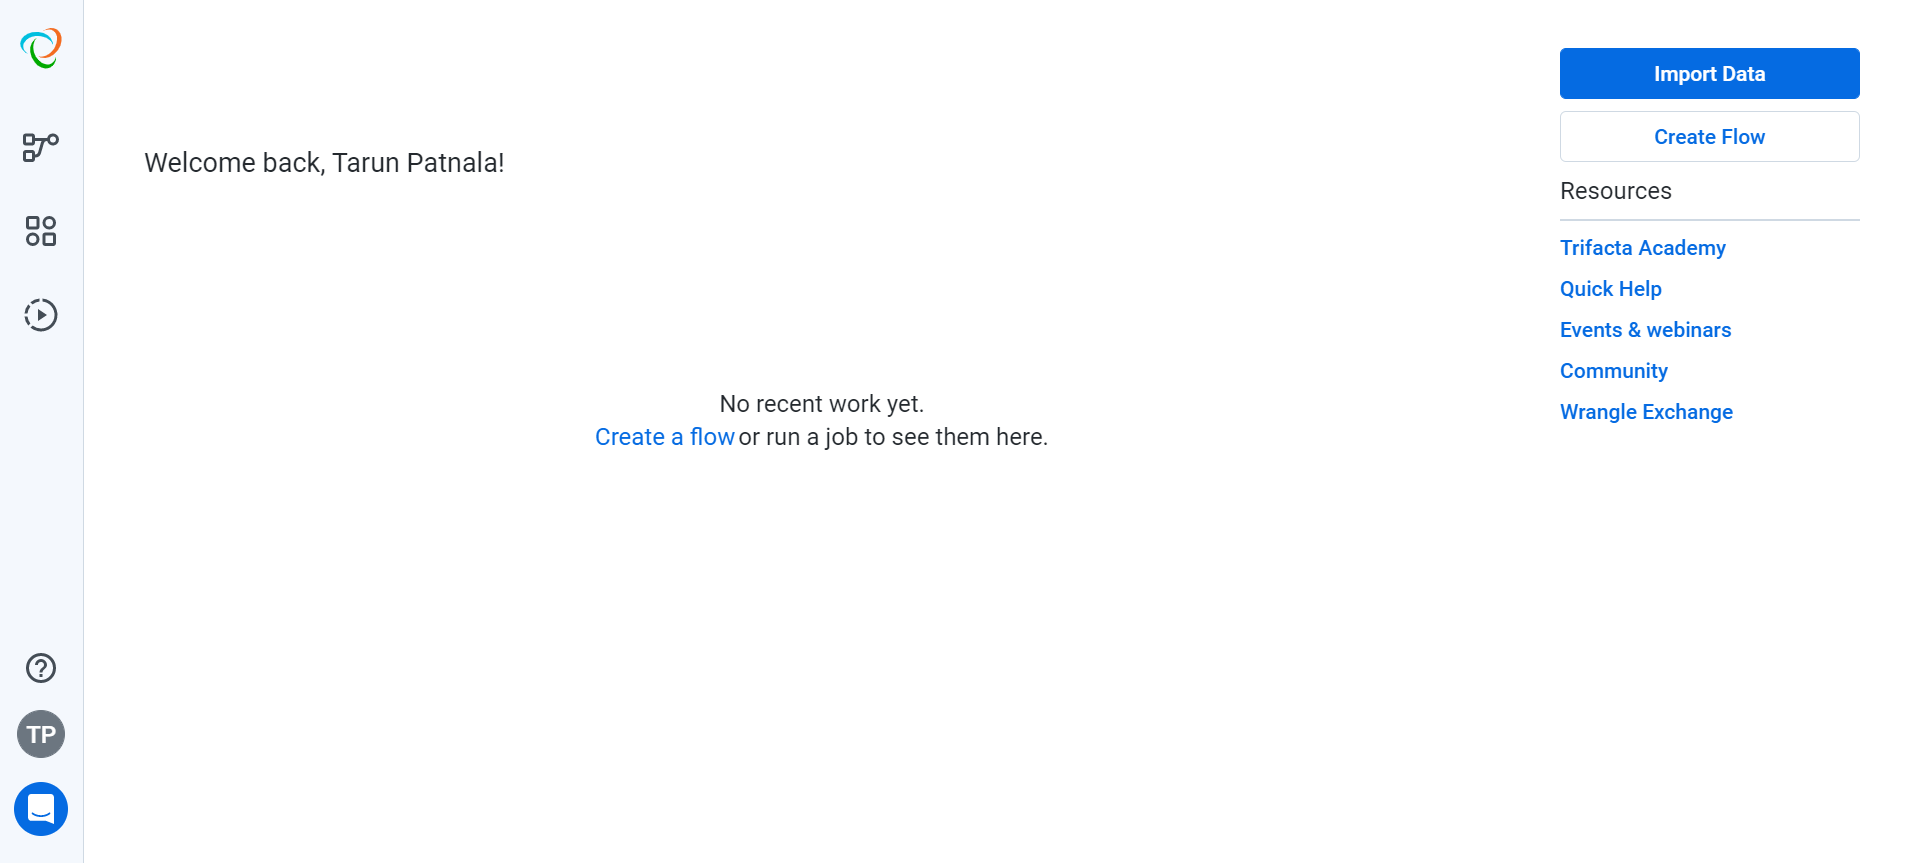 Welcome back, Tarun Patnala!
No recent work yet.
Create a flow or run a job to see them here.
Import Data
Create Flow
Resources
Trifacta Academy
Quick Help
Events & webinars
Community
Wrangle Exchange
TP